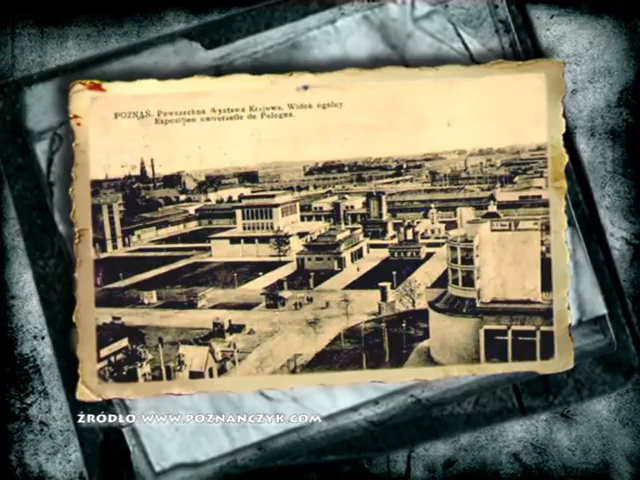 POZNAŃ. Powszechna Wystawa Krajowa. Widok ogólny.
Exposition universelle de Pologne.
ŹRÓDŁO: WWW.POZNANCZYK.COM